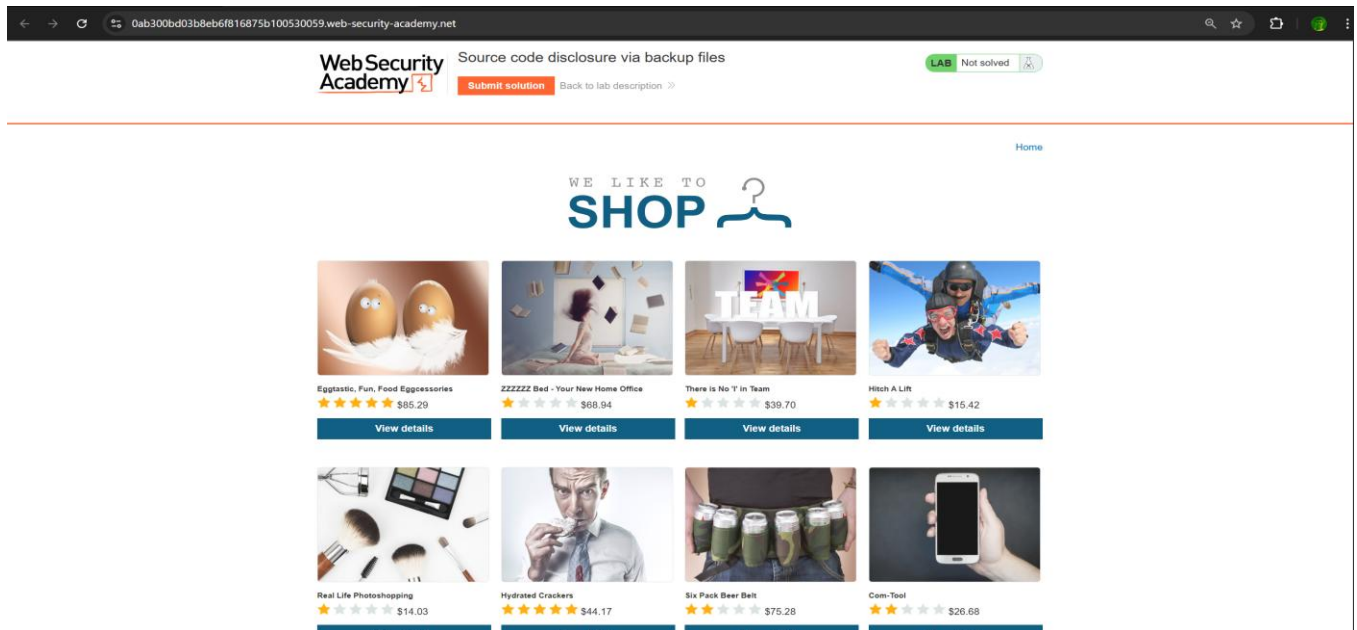 0ab300bd03b8eb6f816875b100530059.web-security-academy.net
Web Security
Academy
Source code disclosure via backup files
LAB Not solved
Submit solution Back to lab description
Home
WE LIKE TO
SHOP
TEAM
Eggtastic, Fun, Food Eggcessories
$85.29
View details
ZZZZZZ Bed - Your New Home Office
$68.94
View details
There is No 'I' in Team
$39.70
View details
Hitch A Lift
$15.42
View details
Real Life Photoshopping
$14.03
Hydrated Crackers
$44.17
Six Pack Beer Belt
$75.28
Com-Tool
$26.68